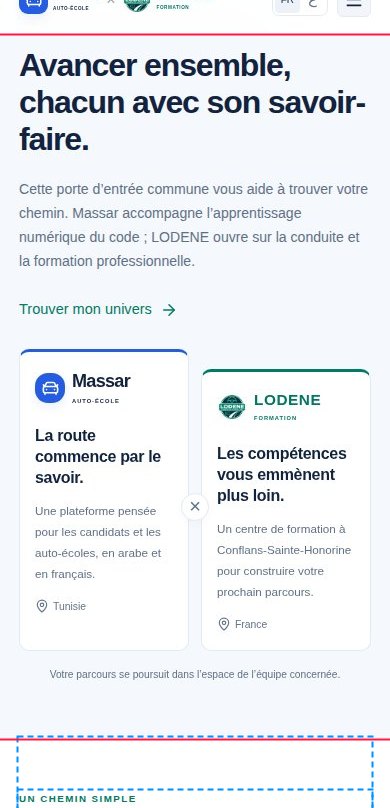 AUTO-ÉCOLE
FORMATION
Avancer ensemble,
chacun avec son savoir-
faire.
Cette porte d’entrée commune vous aide à trouver votre
chemin. Massar accompagne l’apprentissage
numérique du code ; LODENE ouvre sur la conduite et
la formation professionnelle.
Trouver mon univers
Massar
AUTO-ÉCOLE
La route
commence par le
savoir.
Une plateforme pensée
pour les candidats et les
auto-écoles, en arabe et
en français.
Tunisie
LODENE
LODENE
FORMATION
Les compétences
vous emmènent
plus loin.
Un centre de formation à
Conflans-Sainte-Honorine
pour construire votre
prochain parcours.
France
Votre parcours se poursuit dans l’espace de l’équipe concernée.
UN CHEMIN SIMPLE